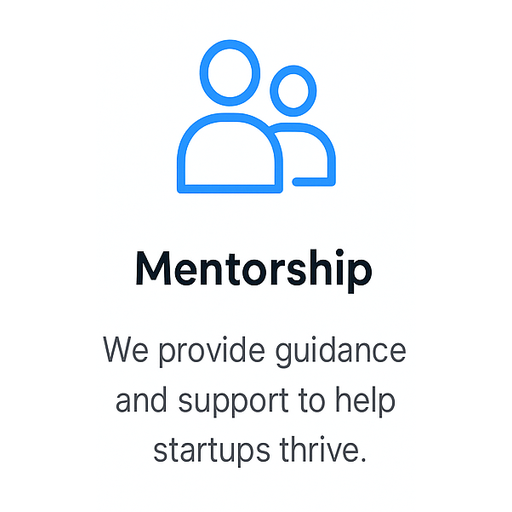 Mentorship
We provide guidance
and support to help
startups thrive.